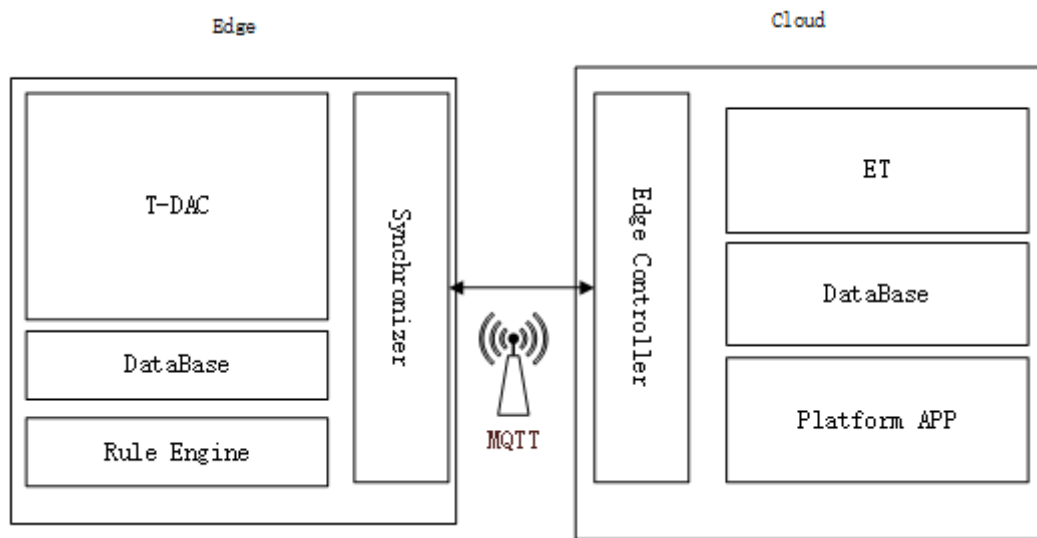 Edge
Cloud
T-DAC
DataBase
Rule Engine
Synchronizer
MQTT
Edge Controller
ET
DataBase
Platform APP